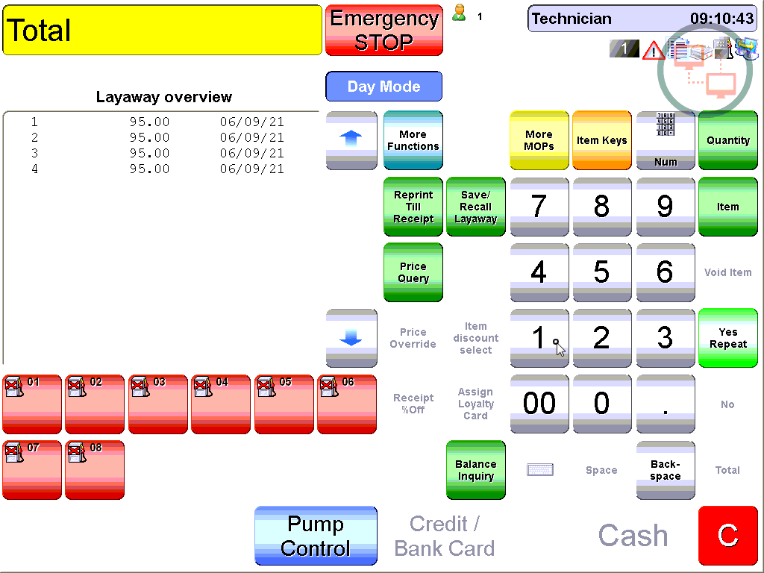 Total
Emergency
STOP
1
Technician 09:10:43
1
Day Mode
Layaway overview
1 95.00 06/09/21
2 95.00 06/09/21
3 95.00 06/09/21
4 95.00 06/09/21
More
Functions
More
MOPs
Item Keys
Num
Quantity
Reprint
Till
Receipt
Save/
Recall
Layaway
7
8
9
Item
Price
Query
4
5
6
Void Item
Price
Override
Item
discount
select
1
2
3
Yes
Repeat
01
02
03
04
05
06
Receipt
%Off
Assign
Loyalty
Card
00
0
.
No
07
08
Balance
Inquiry
Space
Back-
space
Total
Pump
Control
Credit /
Bank Card
Cash
C